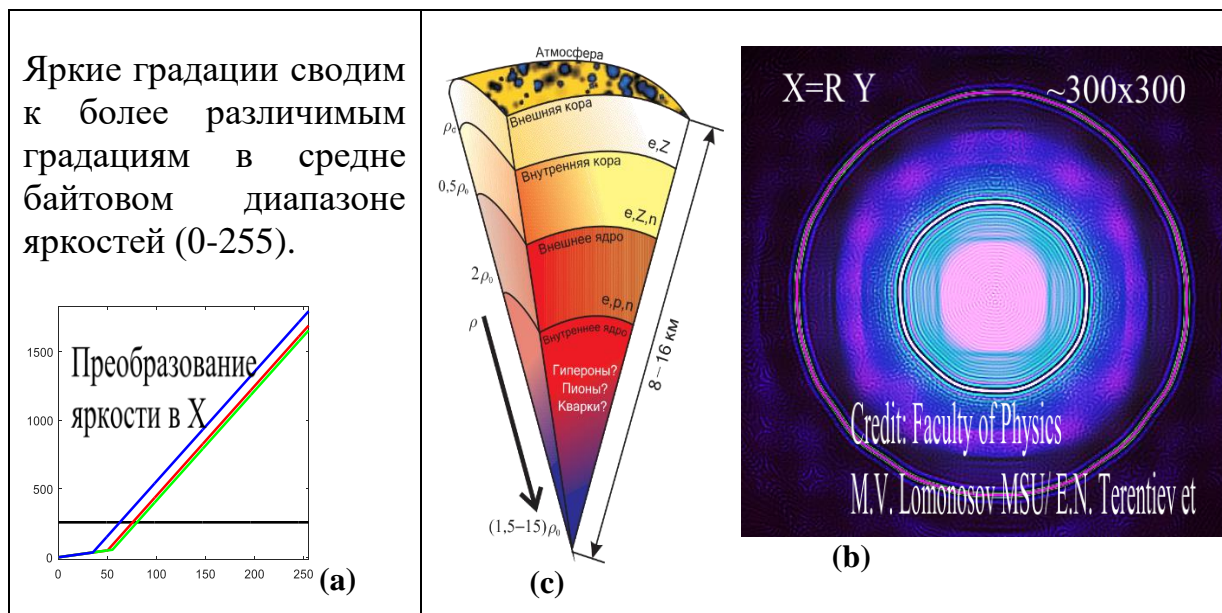 Яркие градации сводим
к более различимым
градациям в средне
байтовом диапазоне
яркостей (0-255).
Преобразование
яркости в X
1500
1000
500
0
0 50 100 150 200 250
(a)
Атмосфера
Внешняя кора
e,Z
Внутренняя кора
e,Z,n
Внешнее ядро
e,p,n
Внутреннее ядро
Гипероны?
Пионы?
Кварки?
0,5ρ₀
2ρ₀
ρ
(1,5–15)ρ₀
8–16 км
(c)
X=R Y ~300x300
Credit: Faculty of Physics
M.V. Lomonosov MSU/ E.N. Terentiev et
(b)